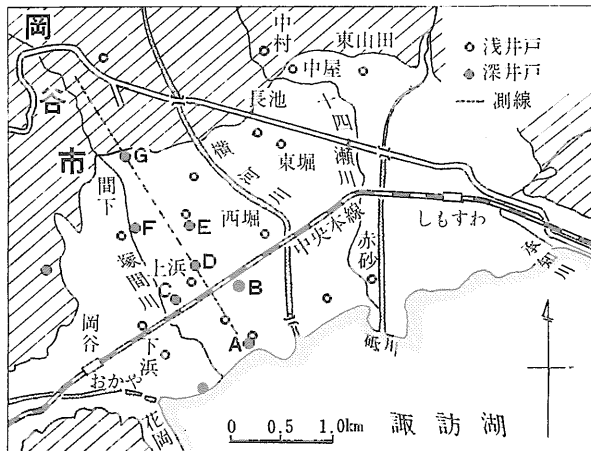 岡谷市
中村
東山田
中屋
長池
十四瀬川
横河川
東堀
西堀
間下
塚間川
上浜
中央本線
しもすわ
赤砂
砥川
承知川
岡谷
下浜
おかや
花岡
諏訪湖
G
F
E
D
C
B
A
浅井戸
深井戸
測線
0 0.5 1.0km